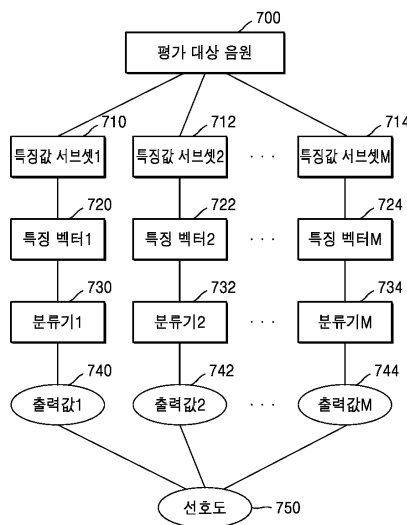 700
평가 대상 음원
710 712 714
특징값 서브셋1 특징값 서브셋2 · · · 특징값 서브셋M
720 722 724
특징 벡터1 특징 벡터2 · · · 특징 벡터M
730 732 734
분류기1 분류기2 · · · 분류기M
740 742 744
출력값1 출력값2 · · · 출력값M
선호도 750